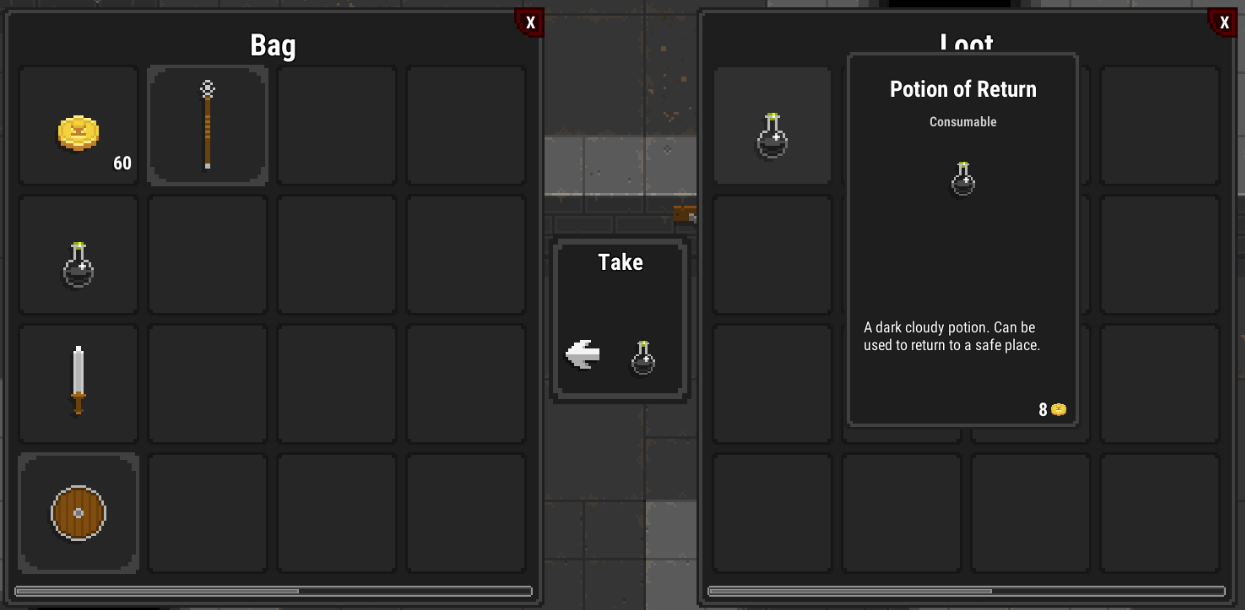 Bag
X
60
Take
Loot
X
Potion of Return
Consumable
A dark cloudy potion. Can be
used to return to a safe place.
8